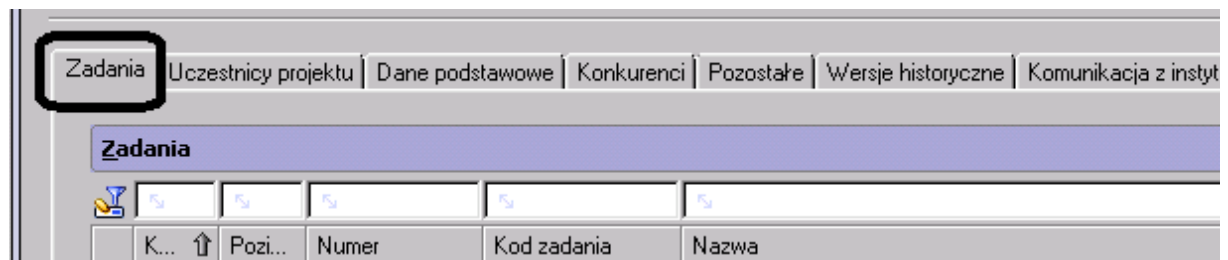 Zadania Uczestnicy projektu Dane podstawowe Konkurenci Pozostałe Wersje historyczne Komunikacja z instyt
Zadania
K... Pozi... Numer Kod zadania Nazwa